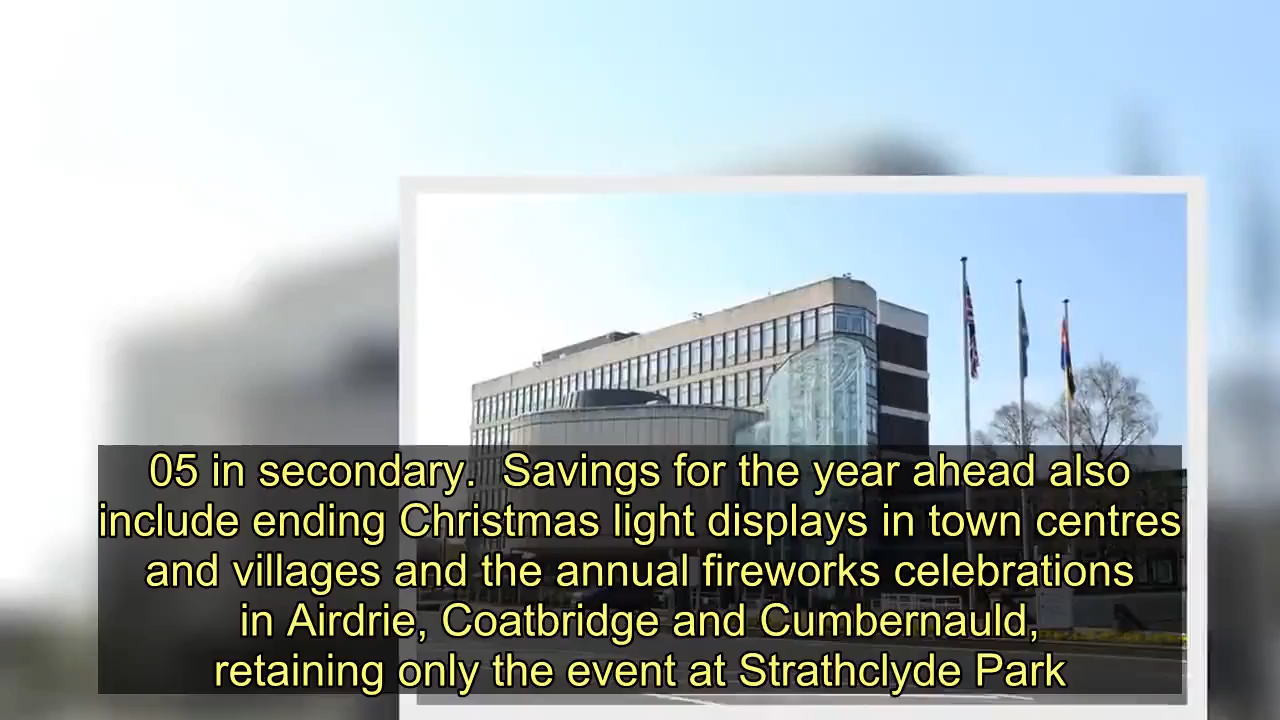 05 in secondary.  Savings for the year ahead also
include ending Christmas light displays in town centres
and villages and the annual fireworks celebrations
in Airdrie, Coatbridge and Cumbernauld,
retaining only the event at Strathclyde Park